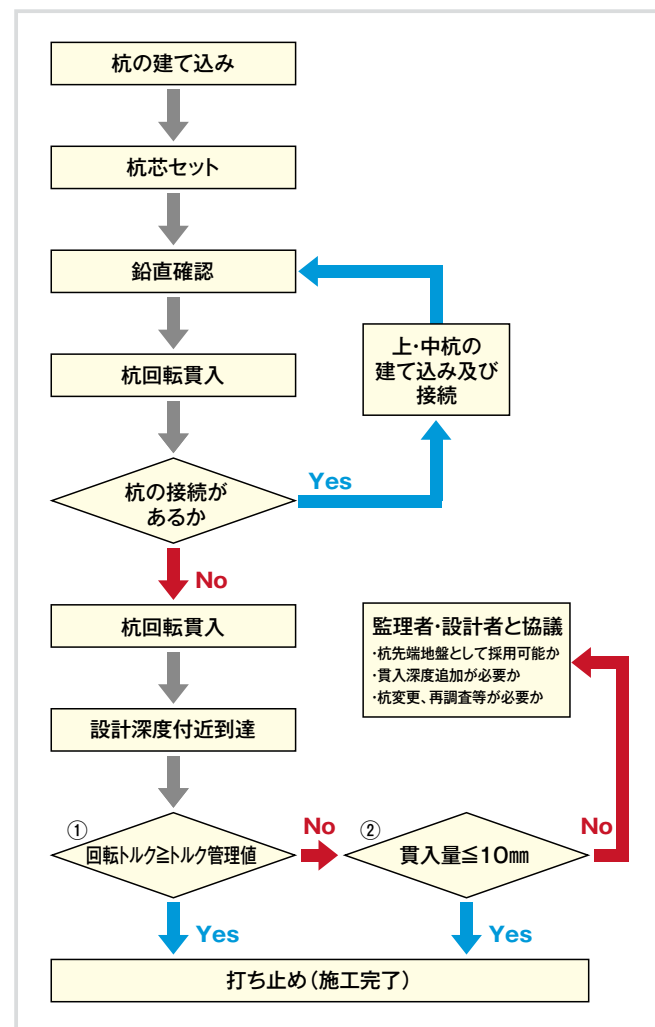 杭の建て込み
杭芯セット
鉛直確認
杭回転貫入
上・中杭の
建て込み及び
接続
杭の接続が
あるか
Yes
No
杭回転貫入
監理者・設計者と協議
・杭先端地盤として採用可能か
・貫入深度追加が必要か
・杭変更、再調査等が必要か
設計深度付近到達
①
回転トルク≧トルク管理値
No
②
貫入量≦10㎜
No
Yes
Yes
打ち止め（施工完了）